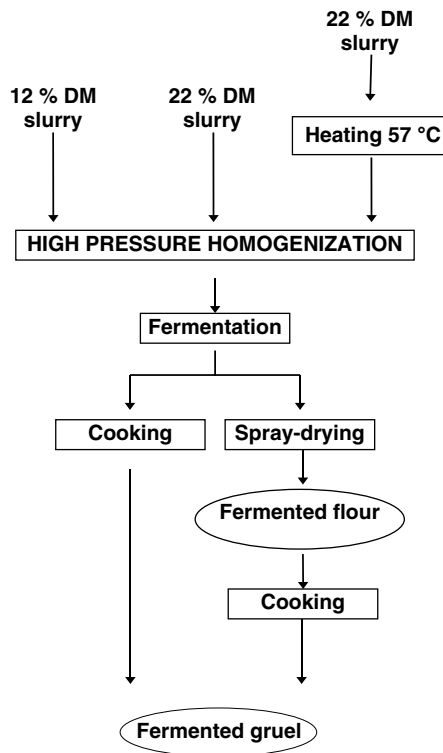 22 % DM
slurry
12 % DM
slurry
22 % DM
slurry
Heating 57 °C
HIGH PRESSURE HOMOGENIZATION
Fermentation
Cooking
Spray-drying
Fermented flour
Cooking
Fermented gruel